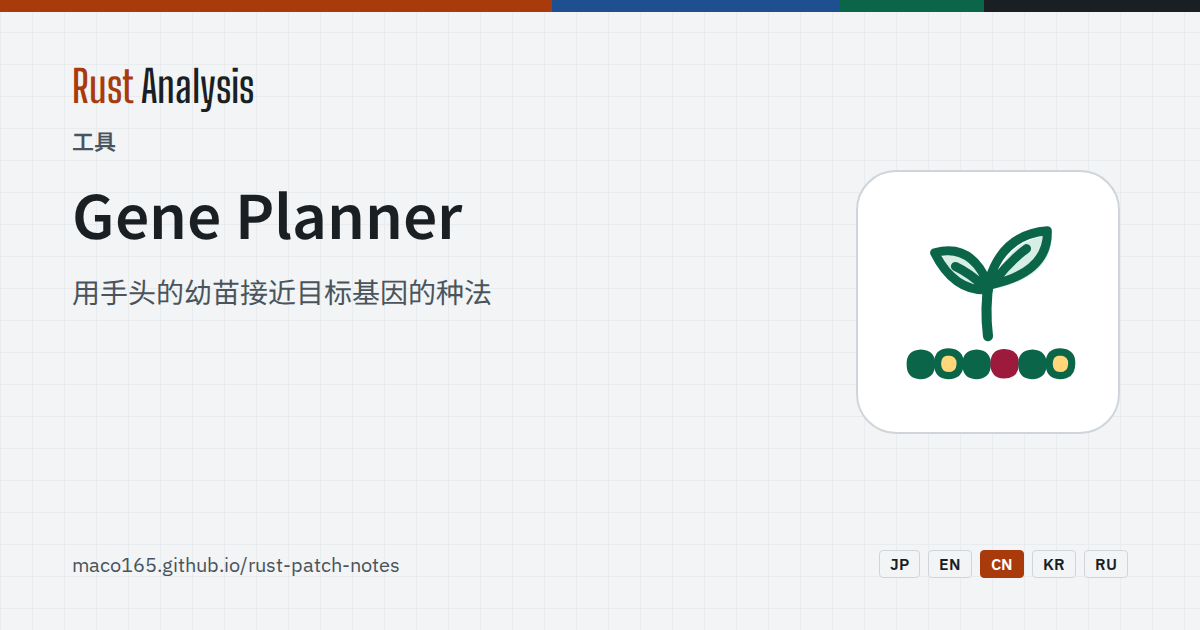 Rust Analysis
工具
Gene Planner
用手头的幼苗接近目标基因的种法
maco165.github.io/rust-patch-notes
JP EN CN KR RU